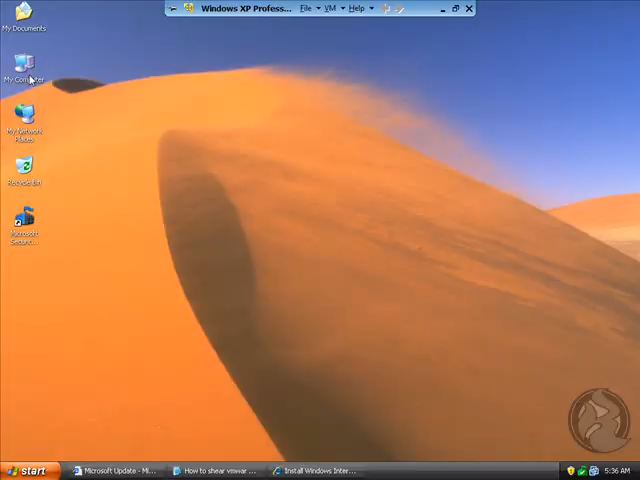 Windows XP Profess... File VM Help
My Documents
My Computer
My Network
Places
Recycle Bin
Microsoft
Securit...
start
Microsoft Update - Mi...
How to shear vmwar ...
Install Windows Inter...
5:36 AM